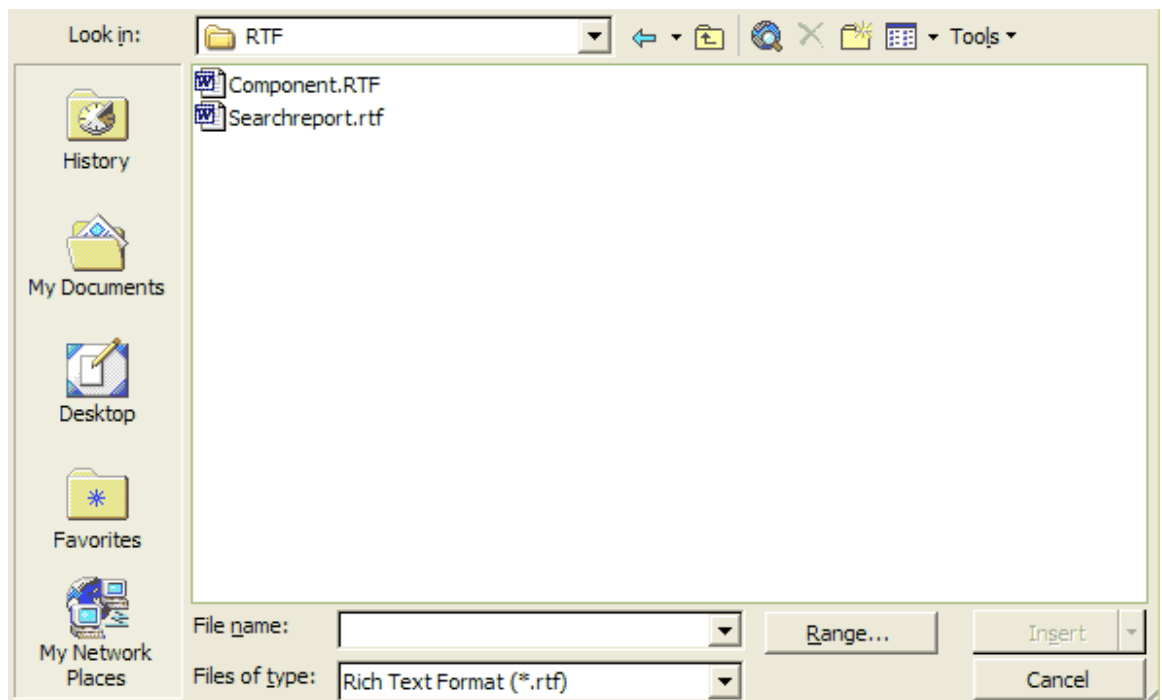 Look in:
RTF
Tools
Component.RTF
Searchreport.rtf
History
My Documents
Desktop
Favorites
My Network
Places
File name:
Range...
Insert
Files of type:
Rich Text Format (*.rtf)
Cancel